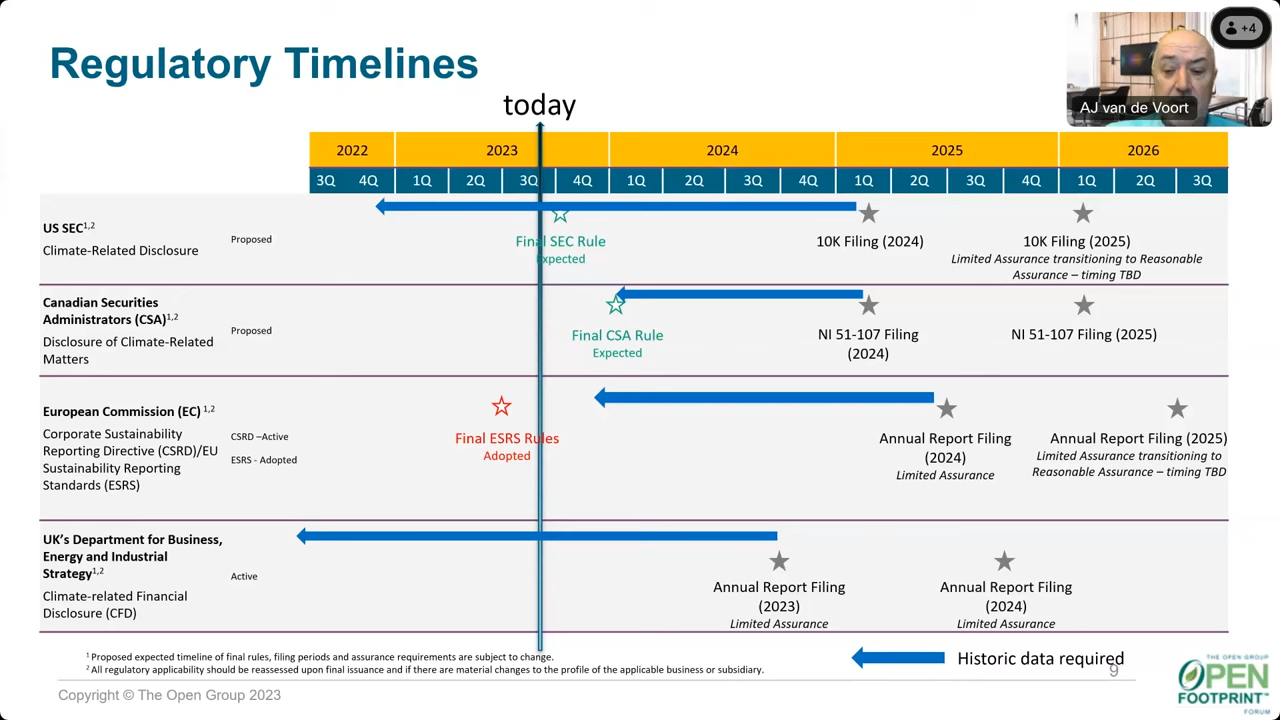 Regulatory Timelines
+4
AJ van de Voort
today
2022 2023 2024 2025 2026
3Q 4Q 1Q 2Q 3Q 4Q 1Q 2Q 3Q 4Q 1Q 2Q 3Q 4Q 1Q 2Q 3Q
US SEC1,2
Climate-Related Disclosure
Proposed
Final SEC Rule
Expected
10K Filing (2024)
10K Filing (2025)
Limited Assurance transitioning to Reasonable
Assurance – timing TBD
Canadian Securities
Administrators (CSA)1,2
Disclosure of Climate-Related
Matters
Proposed
Final CSA Rule
Expected
NI 51-107 Filing
(2024)
NI 51-107 Filing (2025)
European Commission (EC) 1,2
Corporate Sustainability
Reporting Directive (CSRD)/EU
Sustainability Reporting
Standards (ESRS)
CSRD –Active
ESRS - Adopted
Final ESRS Rules
Adopted
Annual Report Filing
(2024)
Limited Assurance
Annual Report Filing (2025)
Limited Assurance transitioning to
Reasonable Assurance – timing TBD
UK's Department for Business,
Energy and Industrial
Strategy1,2
Climate-related Financial
Disclosure (CFD)
Active
Annual Report Filing
(2023)
Limited Assurance
Annual Report Filing
(2024)
Limited Assurance
1 Proposed expected timeline of final rules, filing periods and assurance requirements are subject to change.
2 All regulatory applicability should be reassessed upon final issuance and if there are material changes to the profile of the applicable business or subsidiary.
Historic data required
9
Copyright © The Open Group 2023
THE OPEN GROUP
OPEN
FOOTPRINT™
FORUM